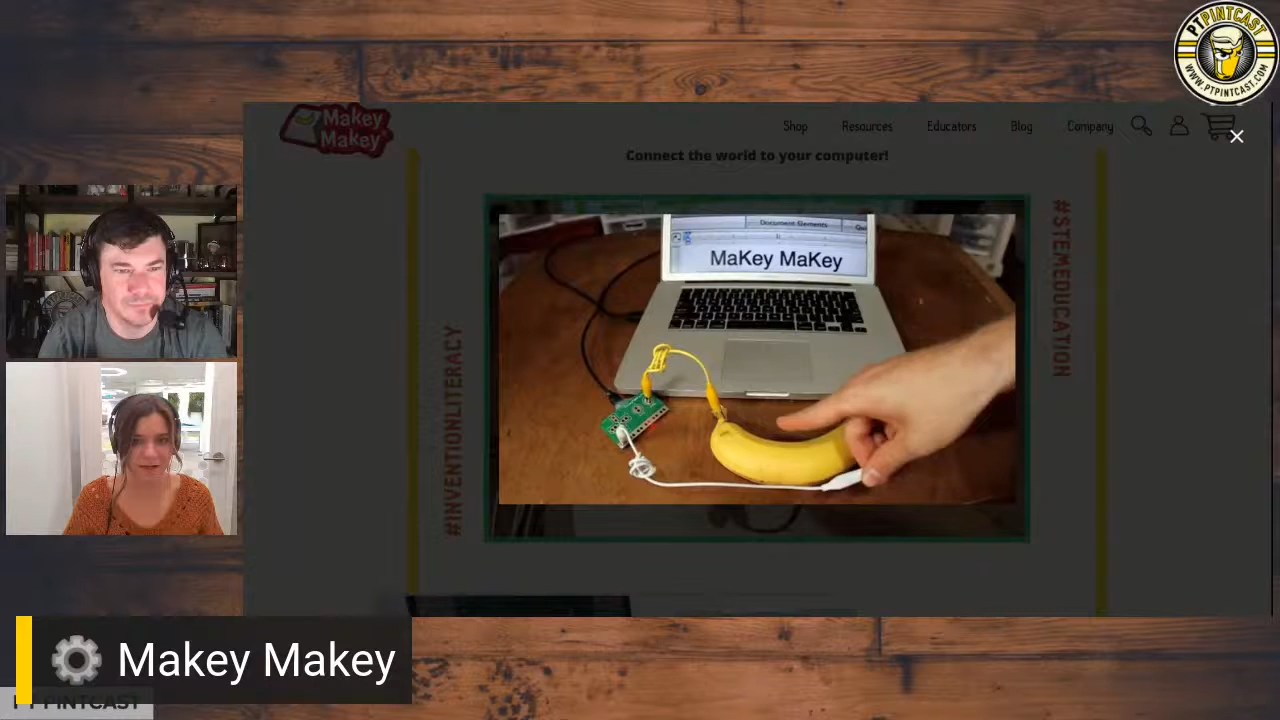 PT PINTCAST
WWW.PTPINTCAST.COM
Makey
Makey
Shop
Resources
Educators
Blog
Company
Connect the world to your computer!
#STEMEDUCATION
Document Elements
MaKey MaKey
#INVENTIONLITERACY
Makey Makey
PT PINTCAST